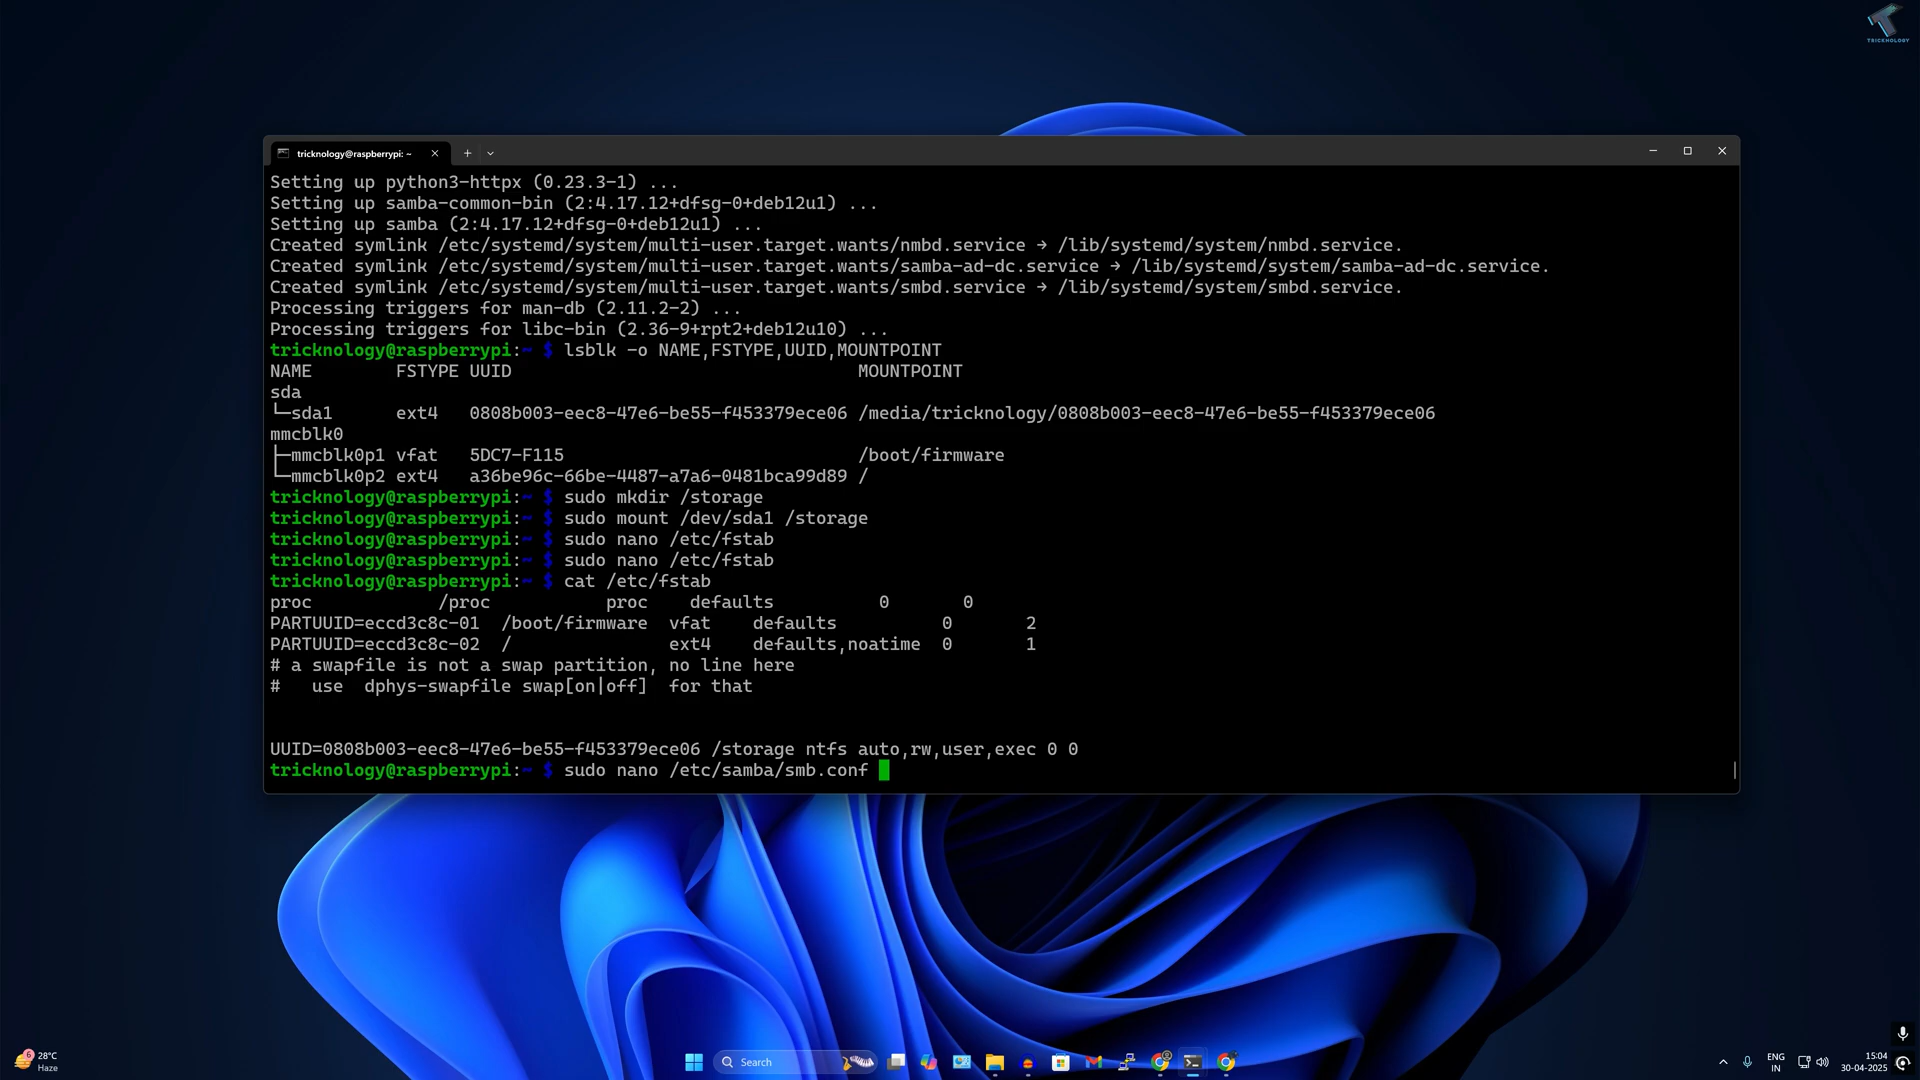 TRICKNOLOGY
tricknology@raspberrypi: ~
Setting up python3-httpx (0.23.3-1) ...
Setting up samba-common-bin (2:4.17.12+dfsg-0+deb12u1) ...
Setting up samba (2:4.17.12+dfsg-0+deb12u1) ...
Created symlink /etc/systemd/system/multi-user.target.wants/nmbd.service → /lib/systemd/system/nmbd.service.
Created symlink /etc/systemd/system/multi-user.target.wants/samba-ad-dc.service → /lib/systemd/system/samba-ad-dc.service.
Created symlink /etc/systemd/system/multi-user.target.wants/smbd.service → /lib/systemd/system/smbd.service.
Processing triggers for man-db (2.11.2-2) ...
Processing triggers for libc-bin (2.36-9+rpt2+deb12u10) ...
tricknology@raspberrypi:~ $ lsblk -o NAME,FSTYPE,UUID,MOUNTPOINT
NAME        FSTYPE UUID                                 MOUNTPOINT
sda
└─sda1      ext4   0808b003-eec8-47e6-be55-f453379ece06 /media/tricknology/0808b003-eec8-47e6-be55-f453379ece06
mmcblk0
├─mmcblk0p1 vfat   5DC7-F115                            /boot/firmware
└─mmcblk0p2 ext4   a36be96c-66be-4487-a7a6-0481bca99d89 /
tricknology@raspberrypi:~ $ sudo mkdir /storage
tricknology@raspberrypi:~ $ sudo mount /dev/sda1 /storage
tricknology@raspberrypi:~ $ sudo nano /etc/fstab
tricknology@raspberrypi:~ $ sudo nano /etc/fstab
tricknology@raspberrypi:~ $ cat /etc/fstab
proc            /proc           proc    defaults          0       0
PARTUUID=eccd3c8c-01  /boot/firmware  vfat    defaults          0       2
PARTUUID=eccd3c8c-02  /               ext4    defaults,noatime  0       1
# a swapfile is not a swap partition, no line here
#   use  dphys-swapfile swap[on|off]  for that
UUID=0808b003-eec8-47e6-be55-f453379ece06 /storage ntfs auto,rw,user,exec 0 0
tricknology@raspberrypi:~ $ sudo nano /etc/samba/smb.conf
6
28°C
Haze
Search
ENG
IN
15:04
30-04-2025